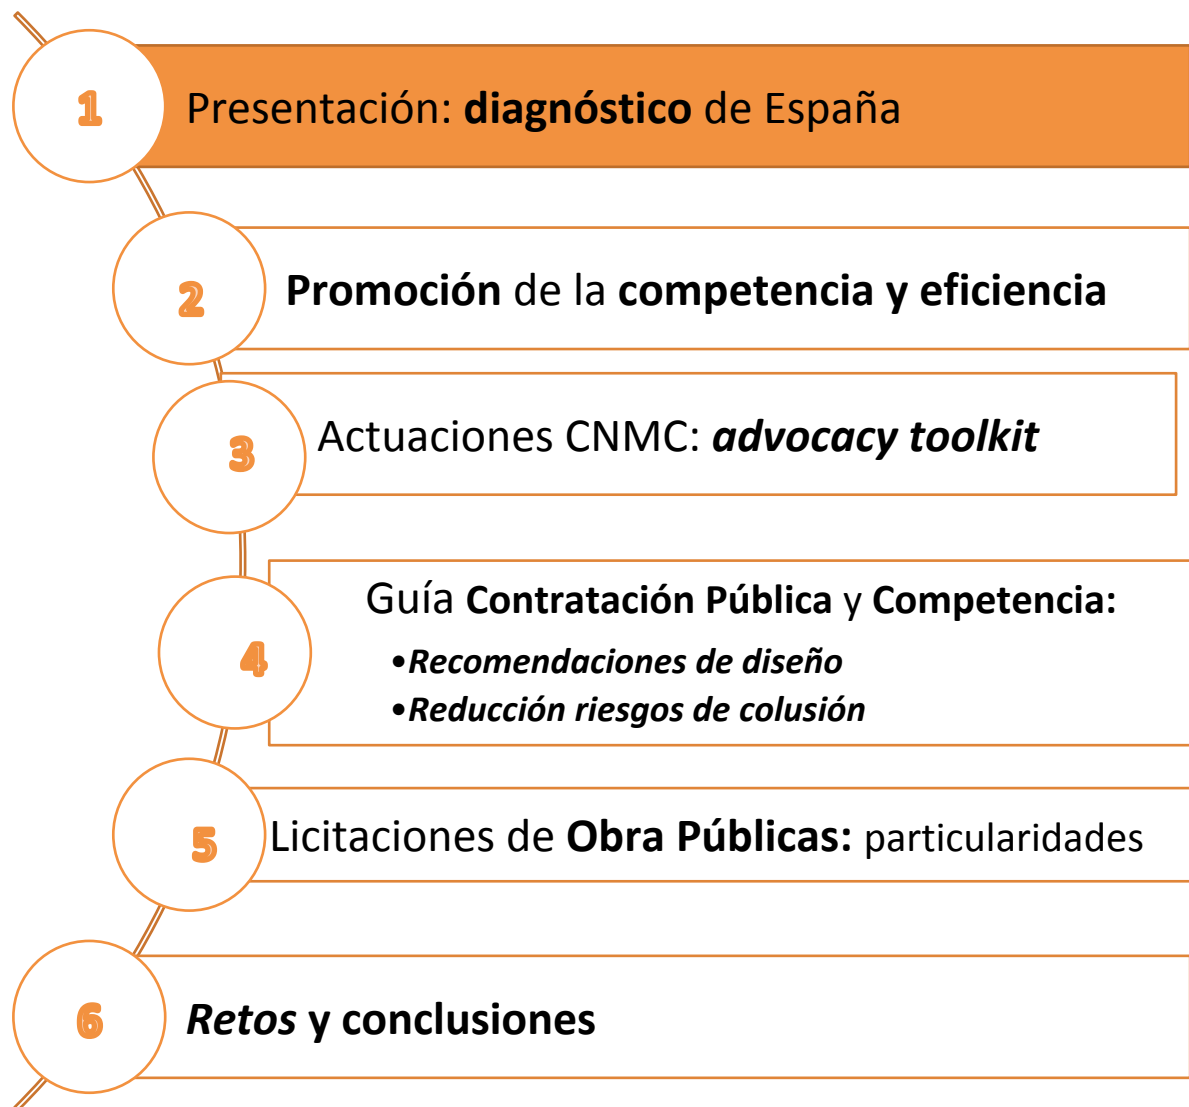 1
Presentación: diagnóstico de España
2
Promoción de la competencia y eficiencia
3
Actuaciones CNMC: advocacy toolkit
4
Guía Contratación Pública y Competencia:
•Recomendaciones de diseño
•Reducción riesgos de colusión
5
Licitaciones de Obra Públicas: particularidades
6
Retos y conclusiones